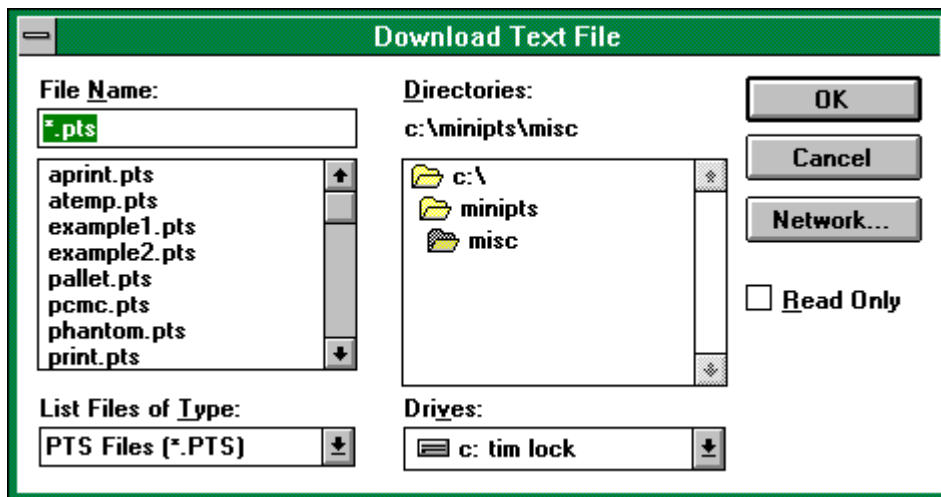 Download Text File
File Name:
*.pts
aprint.pts
atemp.pts
example1.pts
example2.pts
pallet.pts
pcmc.pts
phantom.pts
print.pts
List Files of Type:
PTS Files (*.PTS)
Directories:
c:\minipts\misc
c:\
minipts
misc
Drives:
c: tim lock
OK
Cancel
Network...
Read Only